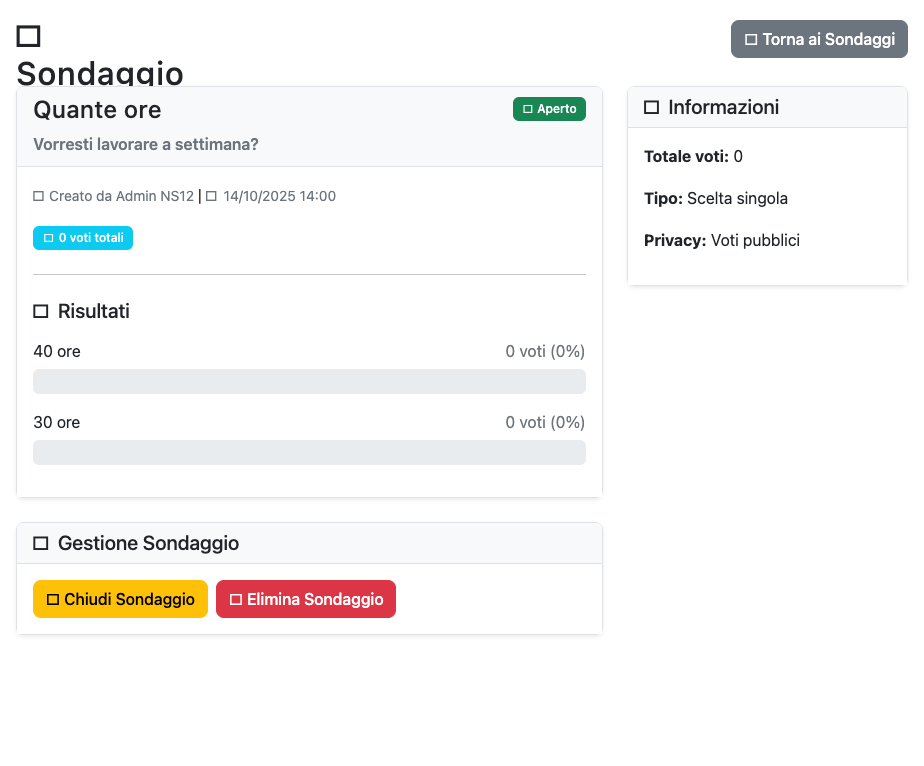 Sondaggio
Torna ai Sondaggi
Quante ore
Aperto
Vorresti lavorare a settimana?
Creato da Admin NS12 | 14/10/2025 14:00
0 voti totali
Risultati
40 ore 0 voti (0%)
30 ore 0 voti (0%)
Gestione Sondaggio
Chiudi Sondaggio Elimina Sondaggio
Informazioni
Totale voti: 0
Tipo: Scelta singola
Privacy: Voti pubblici